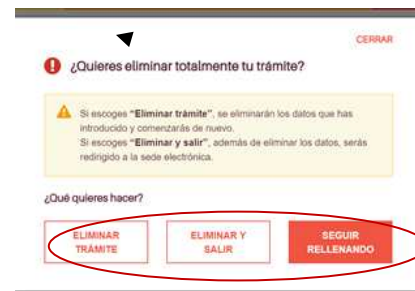 CERRAR
¿Quieres eliminar totalmente tu trámite?
Si escoges “Eliminar trámite”, se eliminarán los datos que has
introducido y comenzarás de nuevo.
Si escoges “Eliminar y salir”, además de eliminar los datos, serás
redirigido a la sede electrónica.
¿Qué quieres hacer?
ELIMINAR
TRÁMITE
ELIMINAR Y
SALIR
SEGUIR
RELLENANDO